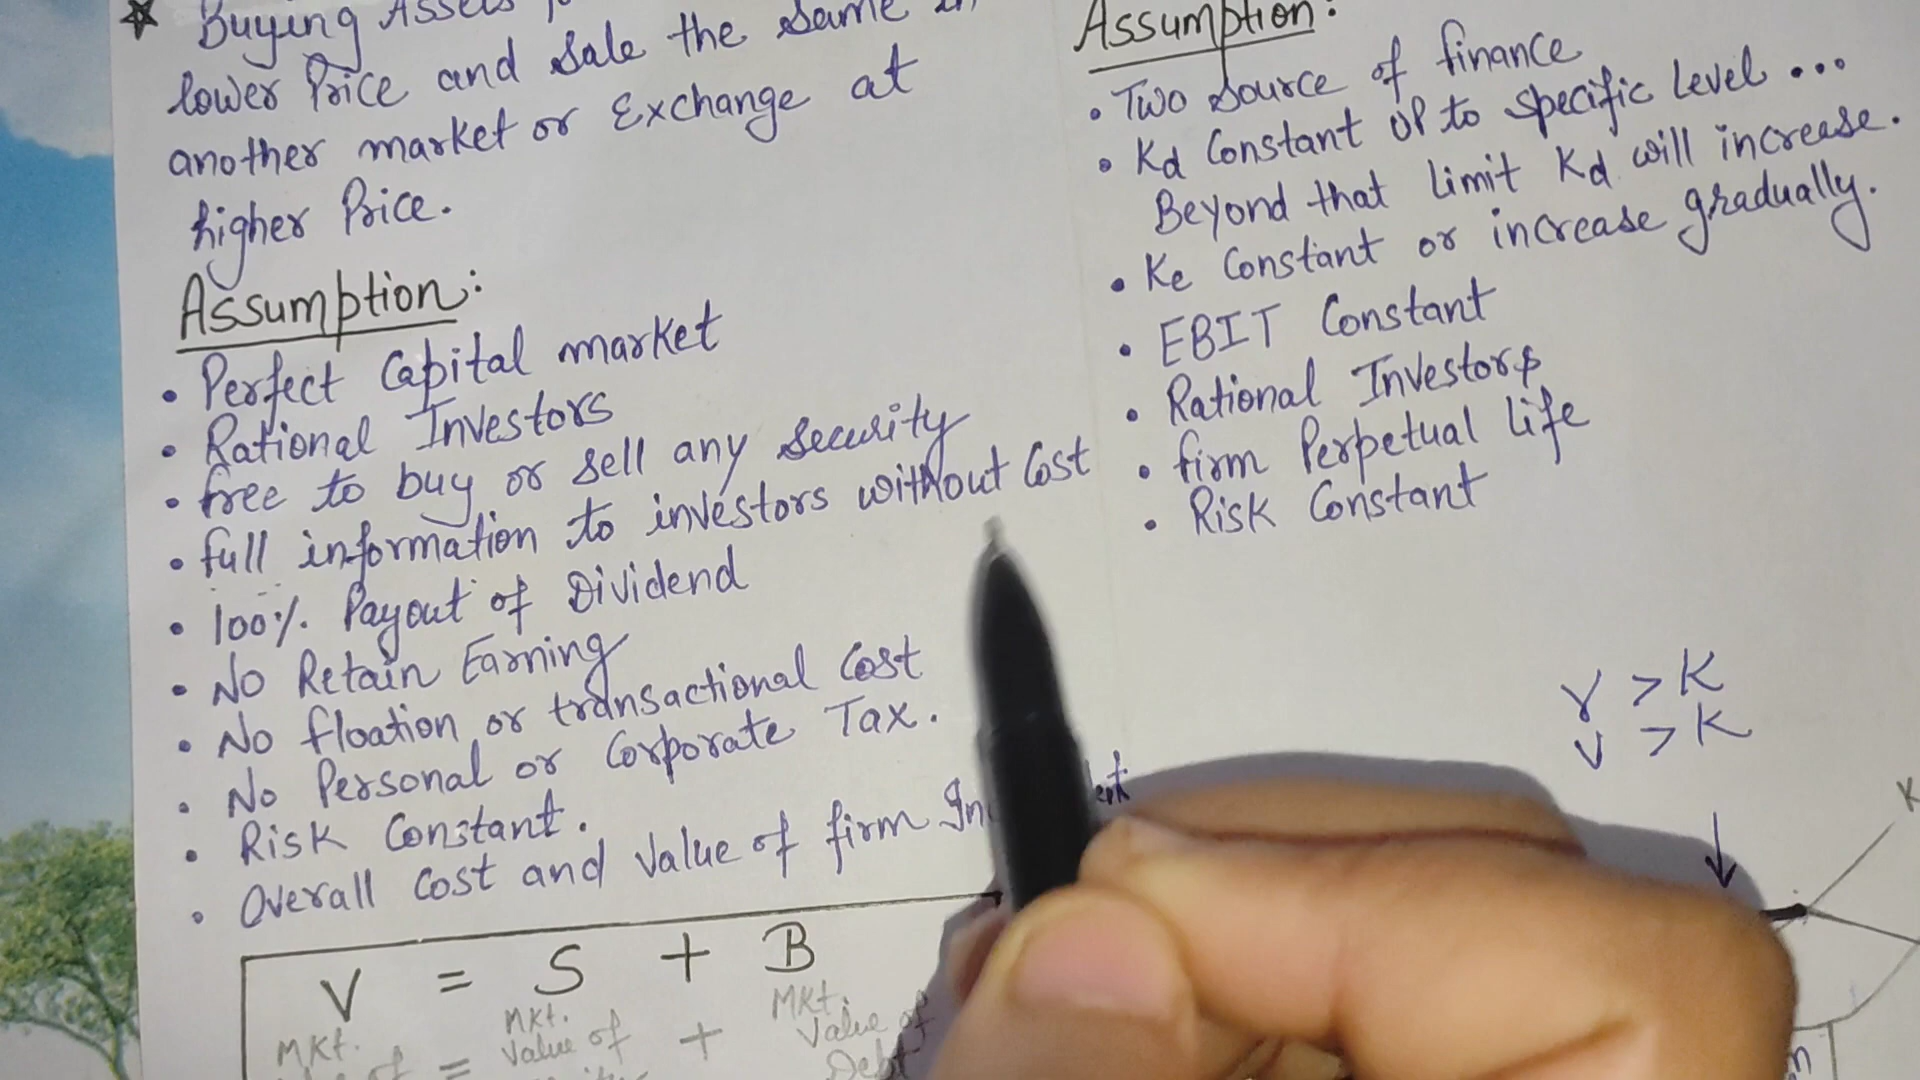 Buying Assets
lower Price and Sale the Same in
another market or Exchange at
higher Price.
Assumption:
• Perfect Capital market
• Rational Investors
• free to buy or sell any Security
• full information to investors without Cost
• 100%. Payout of Dividend
• No Retain Earning
• No floation or transactional Cost
• No Personal or Corporate Tax.
• Risk Constant.
• Overall Cost and Value of firm
V = S + B
Mkt. Mkt. Mkt.
= Value of + Value of
Debt
Assumption:
• Two Source of finance
• Kd Constant UP to Specific Level ...
Beyond that Limit Kd will increase.
• Ke Constant or increase gradually.
• EBIT Constant
• Rational Investors
• firm Perpetual Life
• Risk Constant
γ > K
V > K
K